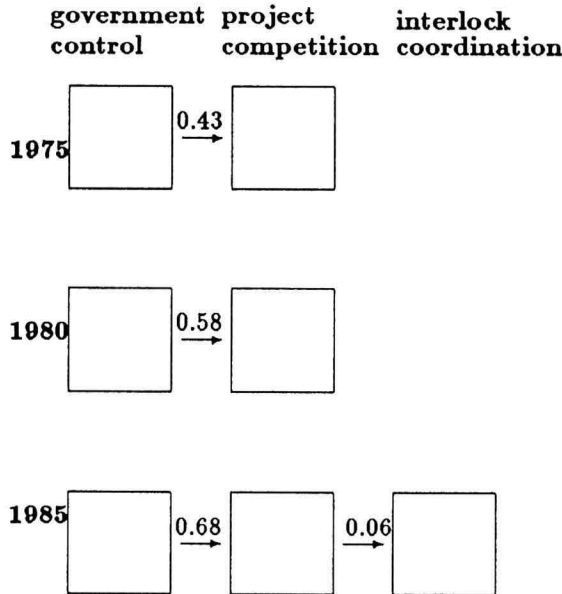 government project interlock
control competition coordination
0.43
1975
1980 0.58
1985
0.68 0.06